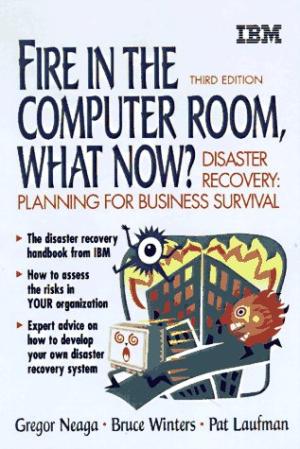 IBM
FIRE IN THE
THIRD EDITION
COMPUTER ROOM,
WHAT NOW? DISASTER
RECOVERY:
PLANNING FOR BUSINESS SURVIVAL
The disaster recovery
handbook from IBM
How to assess
the risks in
YOUR organization
Expert advice on
how to develop
your own disaster
recovery system
Gregor Neaga • Bruce Winters • Pat Laufman